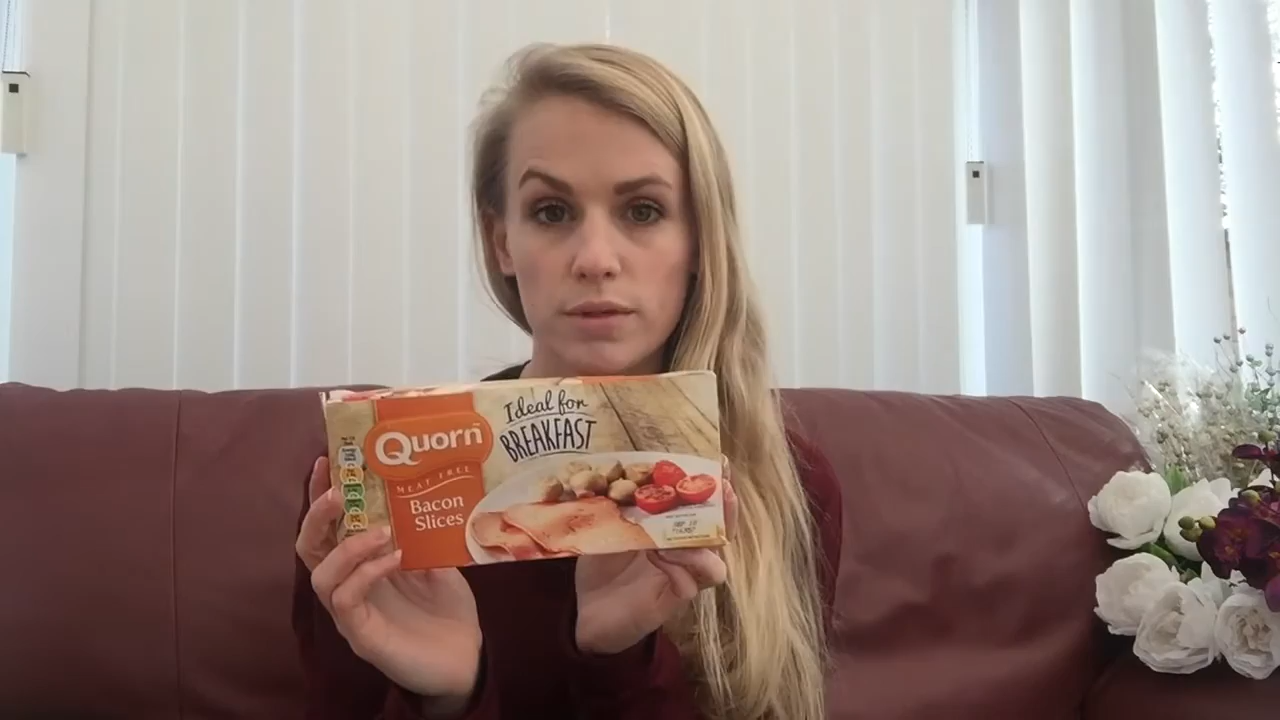 Quorn
MEAT FREE
Bacon
Slices
Ideal for
BREAKFAST